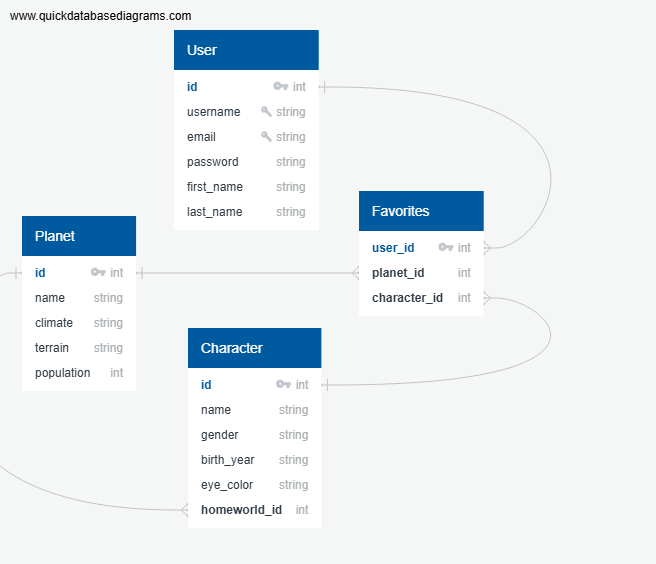 www.quickdatabasediagrams.com
User
id int
username string
email string
password string
first_name string
last_name string
Favorites
user_id int
planet_id int
character_id int
Planet
id int
name string
climate string
terrain string
population int
Character
id int
name string
gender string
birth_year string
eye_color string
homeworld_id int